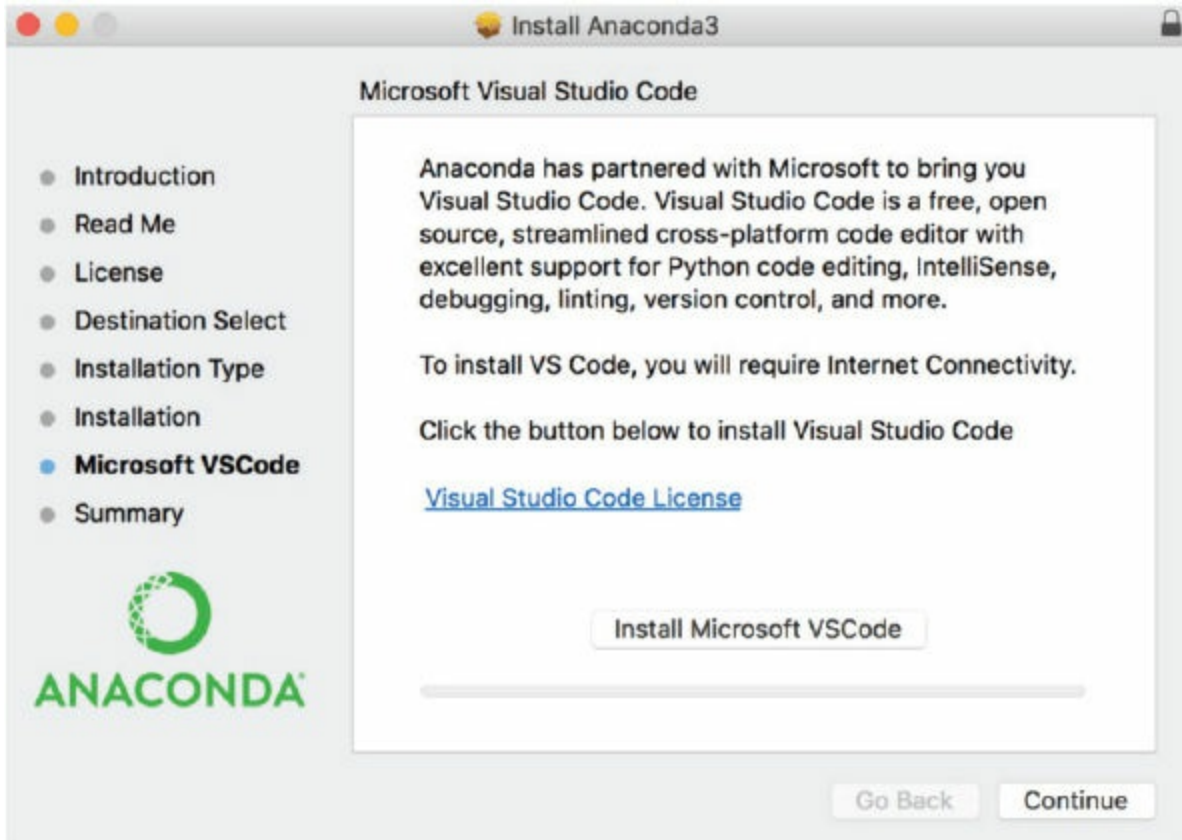 Install Anaconda3
Microsoft Visual Studio Code
Introduction
Read Me
License
Destination Select
Installation Type
Installation
Microsoft VSCode
Summary
ANACONDA
Anaconda has partnered with Microsoft to bring you
Visual Studio Code. Visual Studio Code is a free, open
source, streamlined cross-platform code editor with
excellent support for Python code editing, IntelliSense,
debugging, linting, version control, and more.
To install VS Code, you will require Internet Connectivity.
Click the button below to install Visual Studio Code
Visual Studio Code License
Install Microsoft VSCode
Go Back
Continue